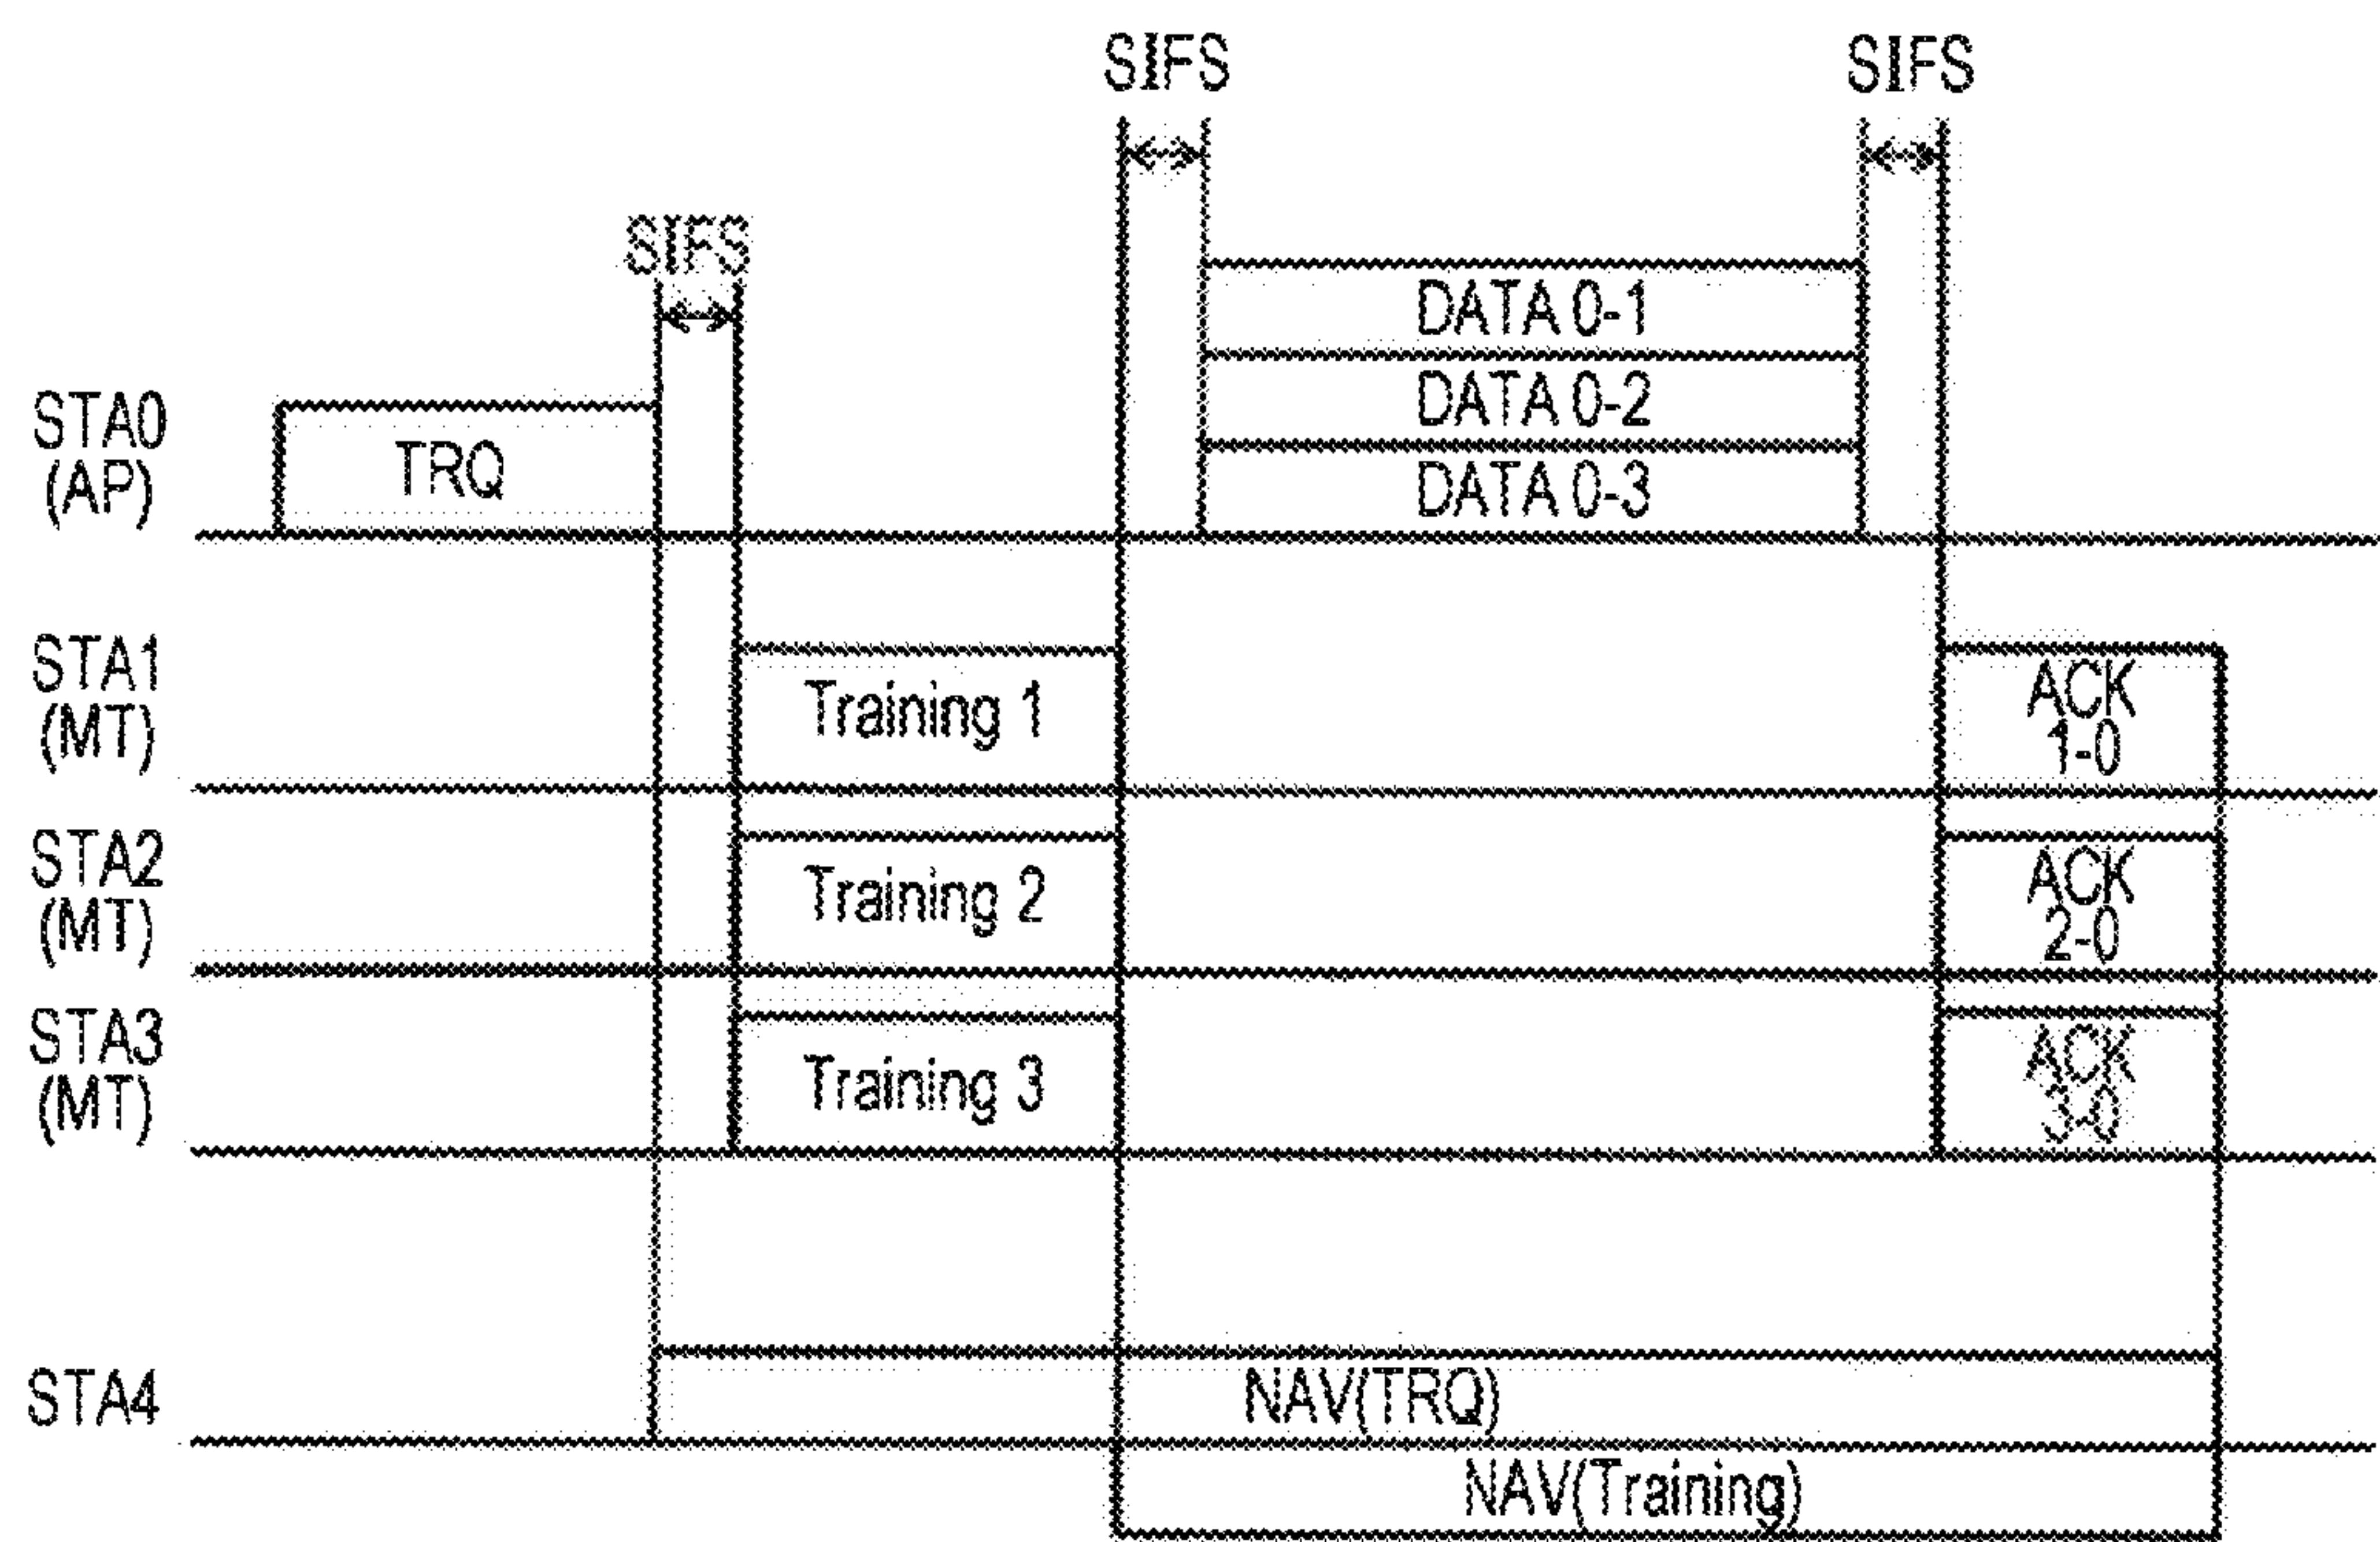 SIFS
SIFS
SIFS
DATA 0-1
DATA 0-2
DATA 0-3
STA0
(AP)
TRQ
STA1
(MT)
Training 1
ACK
1-0
STA2
(MT)
Training 2
ACK
2-0
STA3
(MT)
Training 3
ACK
3-0
STA4
NAV(TRQ)
NAV(Training)